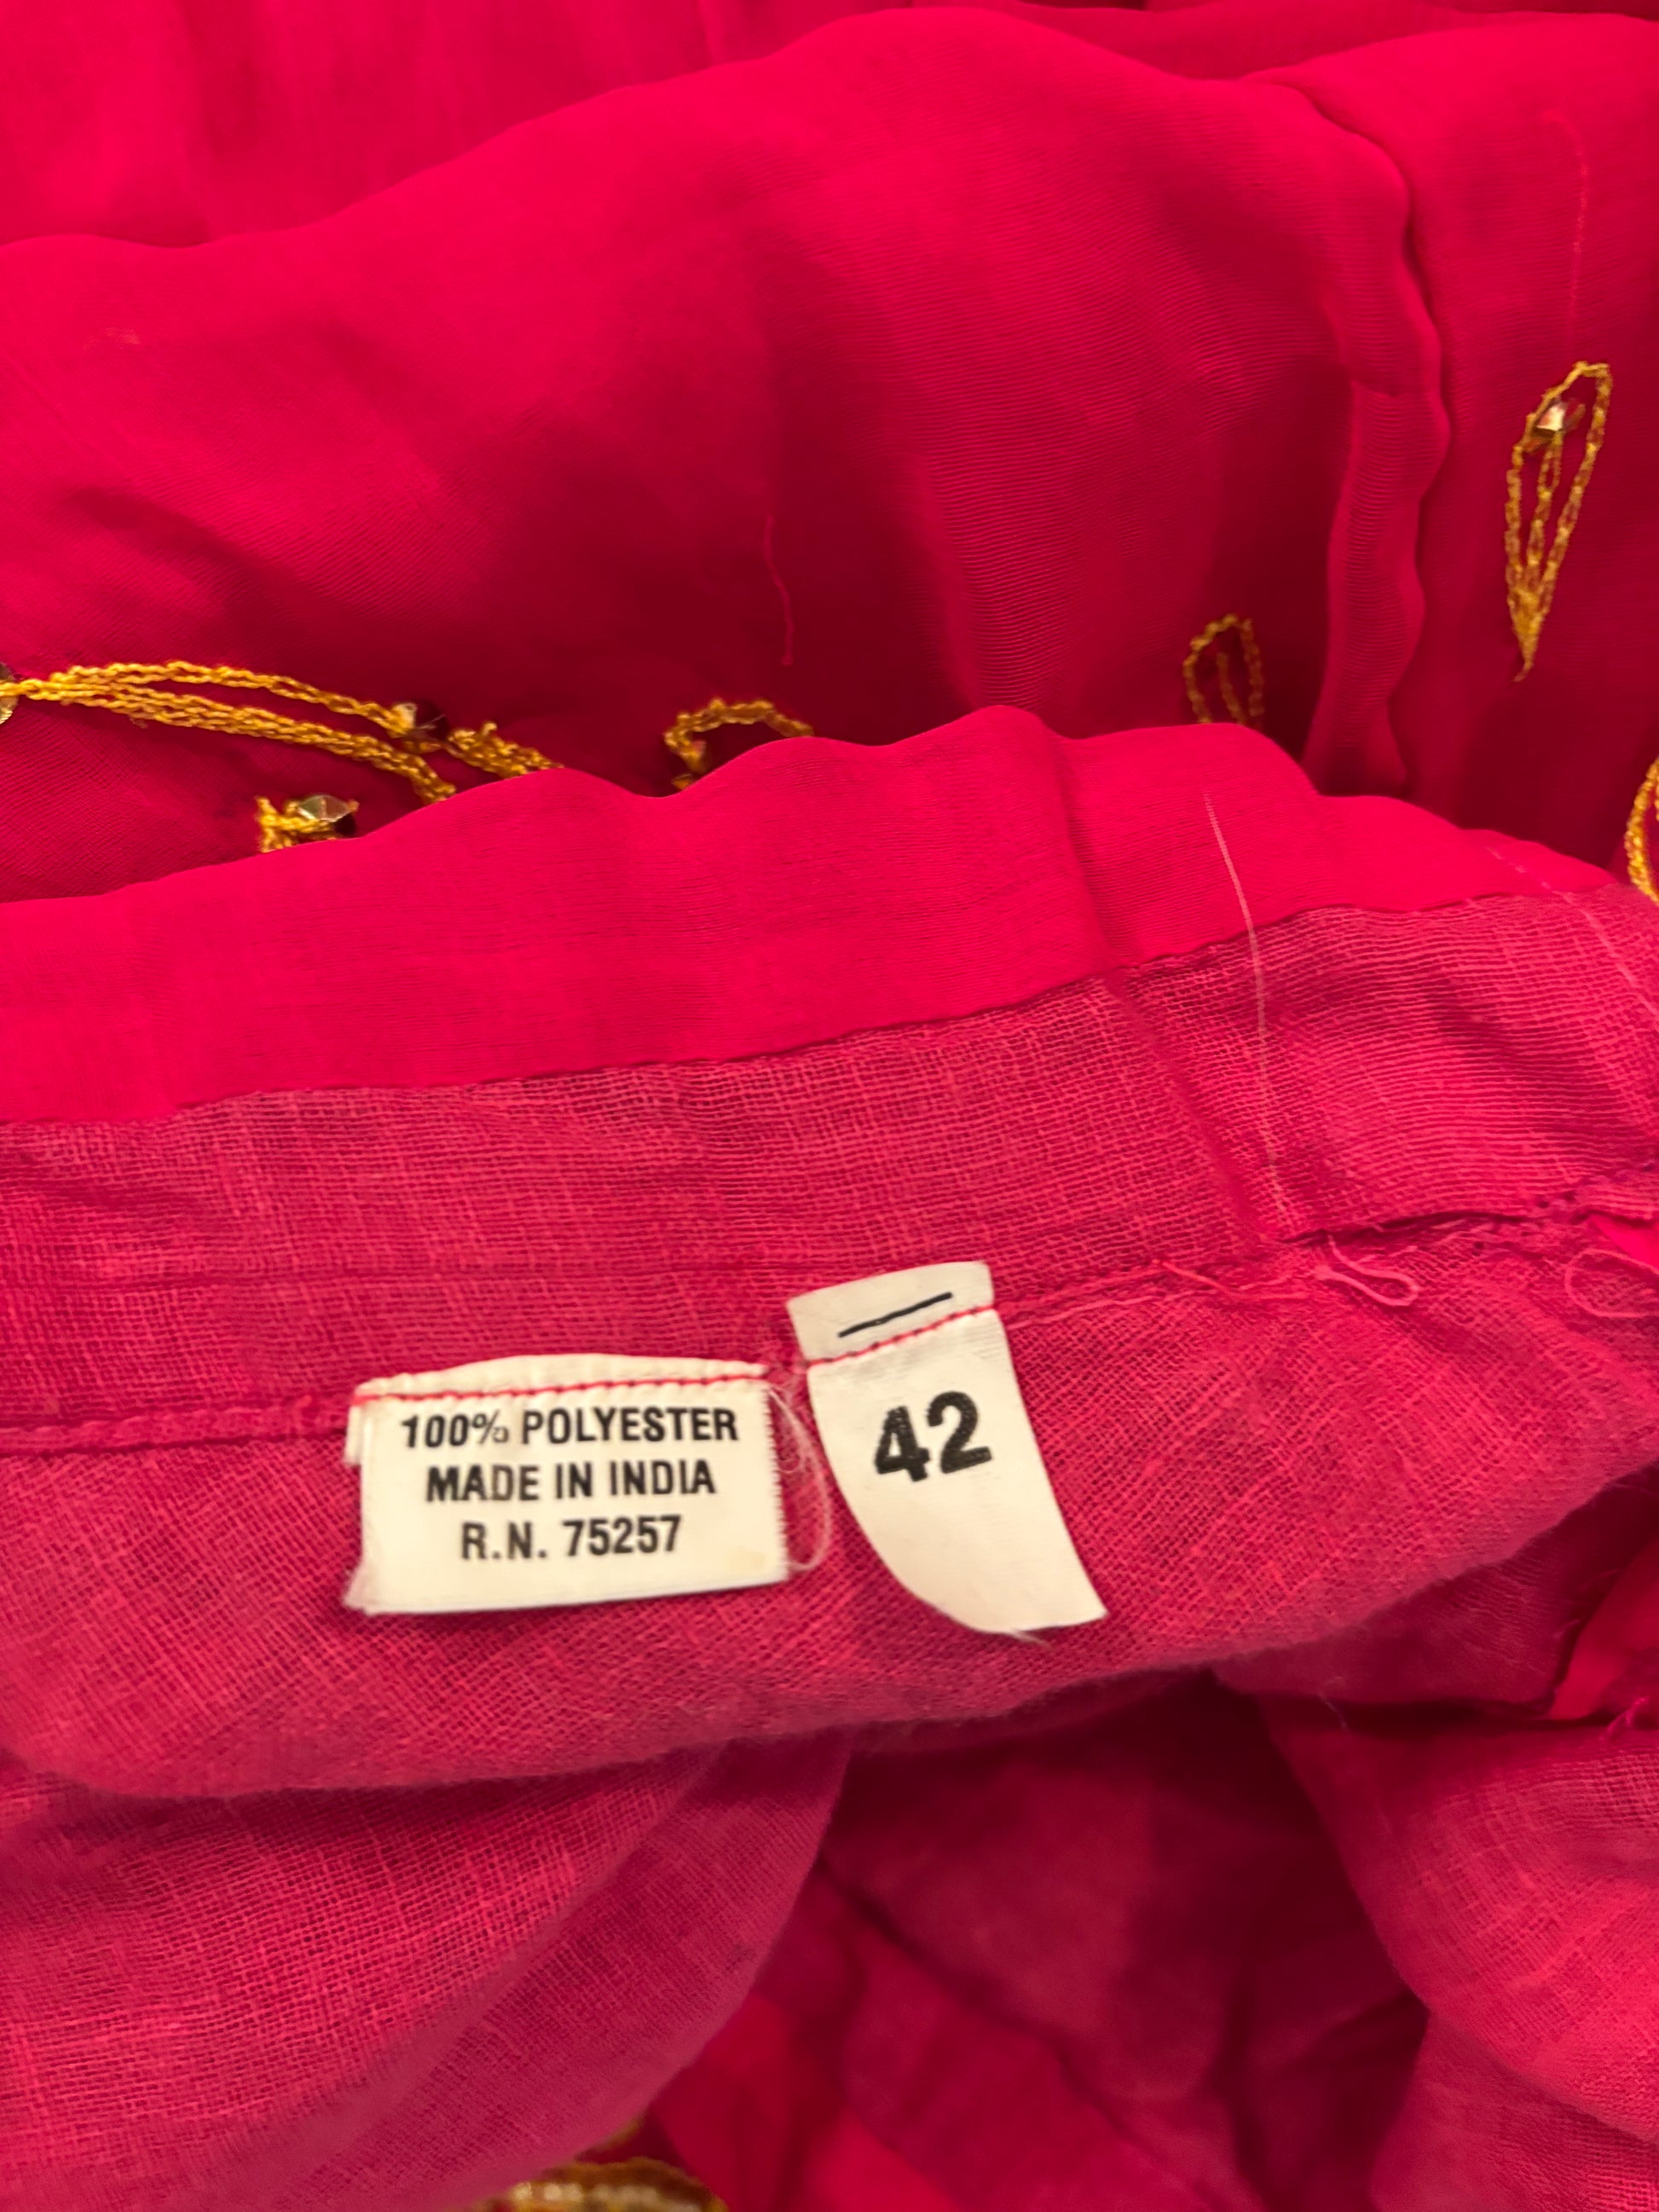 100% POLYESTER
MADE IN INDIA
R.N. 75257
42